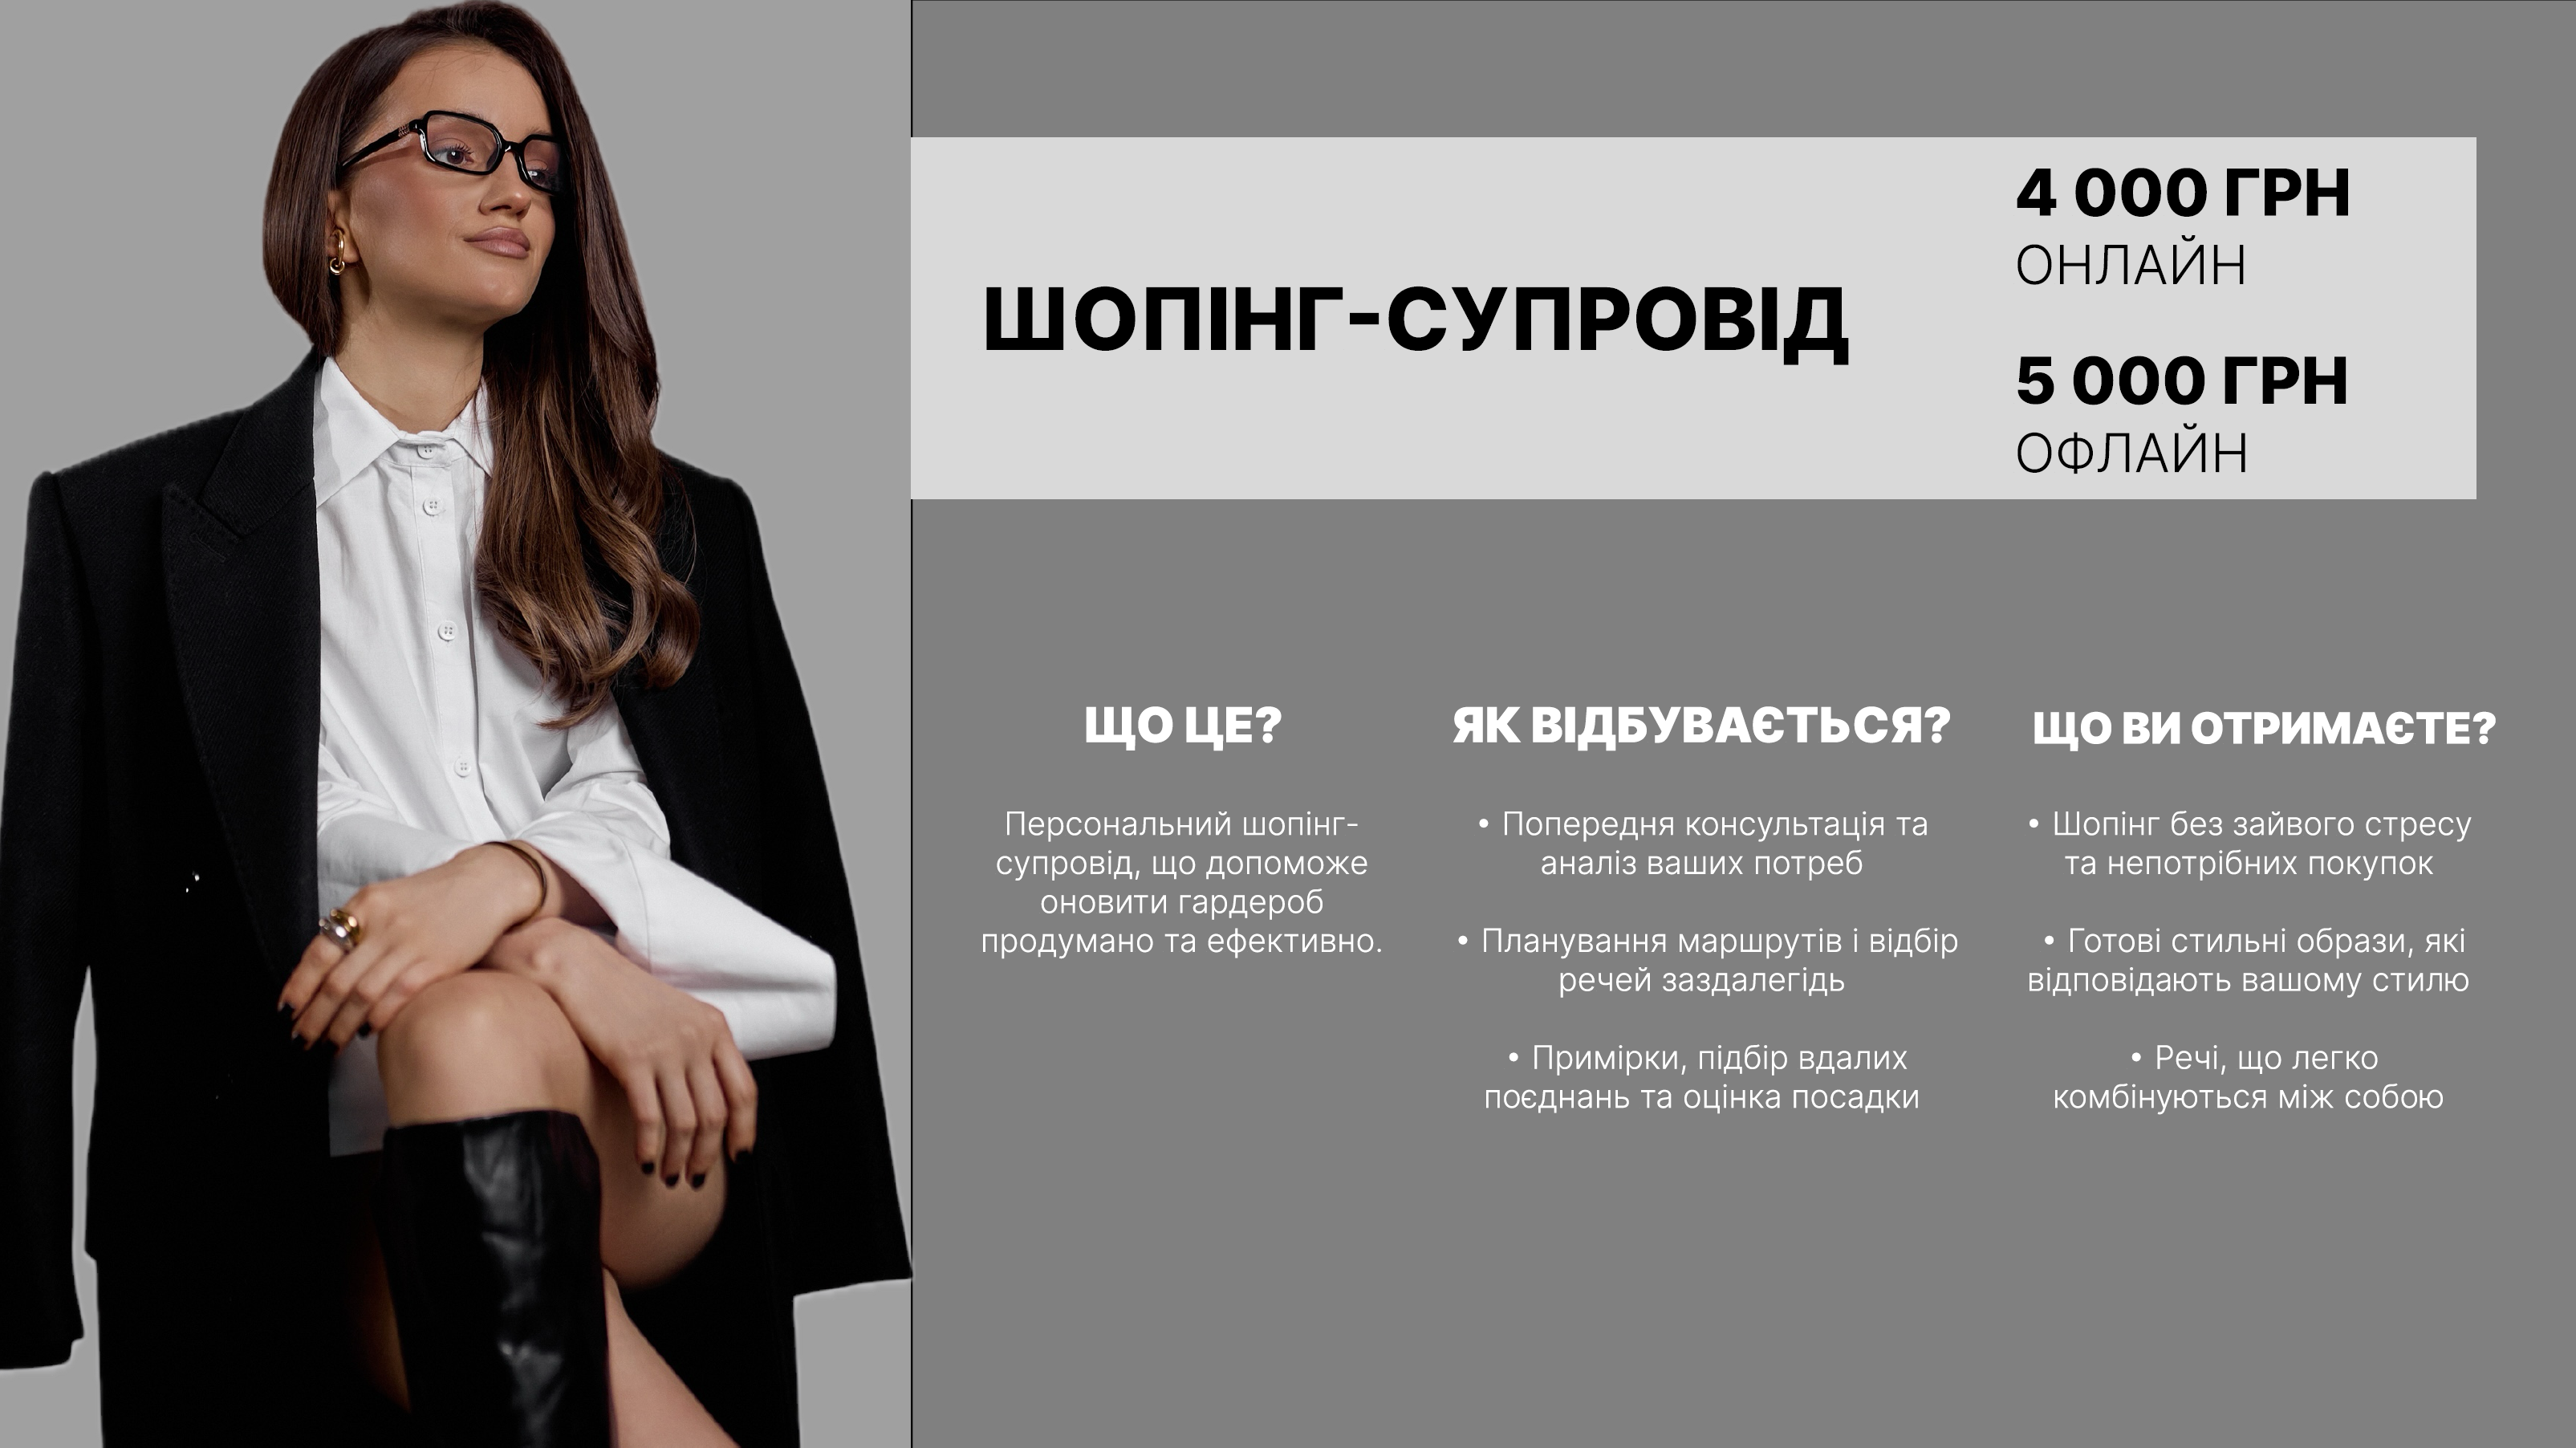 ШОПІНГ-СУПРОВІД
4 000 ГРН
ОНЛАЙН
5 000 ГРН
ОФЛАЙН
ЩО ЦЕ?
Персональний шопінг-
супровід, що допоможе
оновити гардероб
продумано та ефективно.
ЯК ВІДБУВАЄТЬСЯ?
• Попередня консультація та
аналіз ваших потреб
• Планування маршрутів і відбір
речей заздалегідь
• Примірки, підбір вдалих
поєднань та оцінка посадки
ЩО ВИ ОТРИМАЄТЕ?
• Шопінг без зайвого стресу
та непотрібних покупок
• Готові стильні образи, які
відповідають вашому стилю
• Речі, що легко
комбінуються між собою